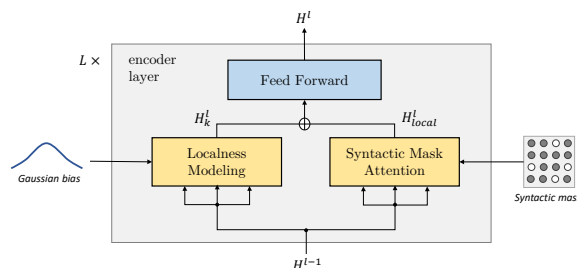 H^l
L ×
encoder
layer
Feed Forward
H_k^l
H_local^l
Localness
Modeling
Syntactic Mask
Attention
Gaussian bias
Syntactic mas
H^{l−1}